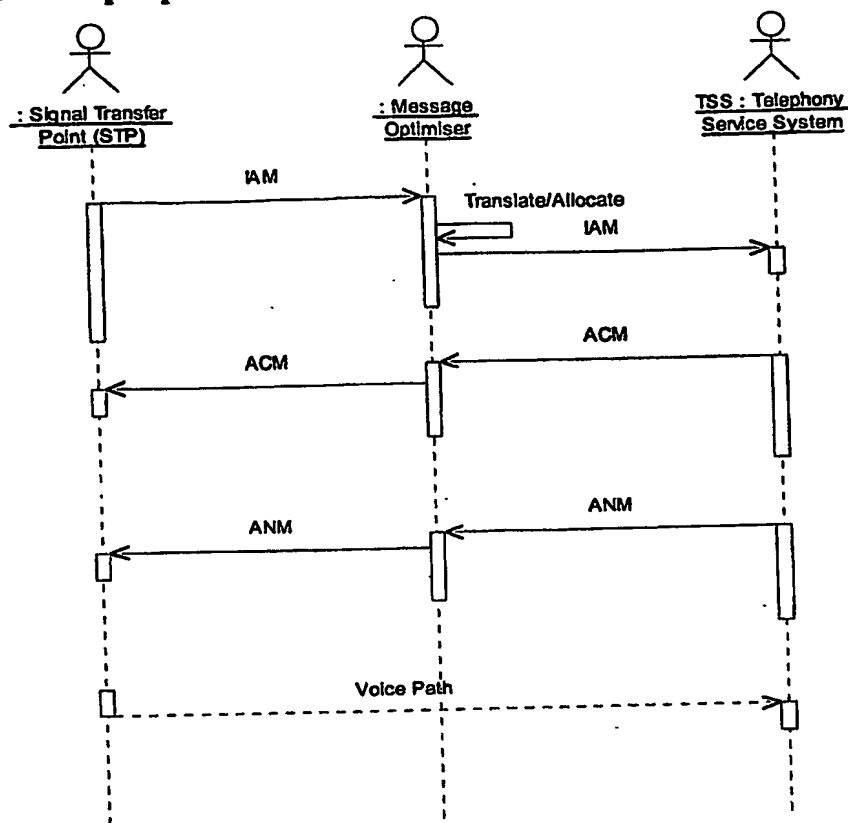 : Signal Transfer
Point (STP)
: Message
Optimiser
TSS : Telephony
Service System
IAM
Translate/Allocate
IAM
ACM
ACM
ANM
ANM
Voice Path